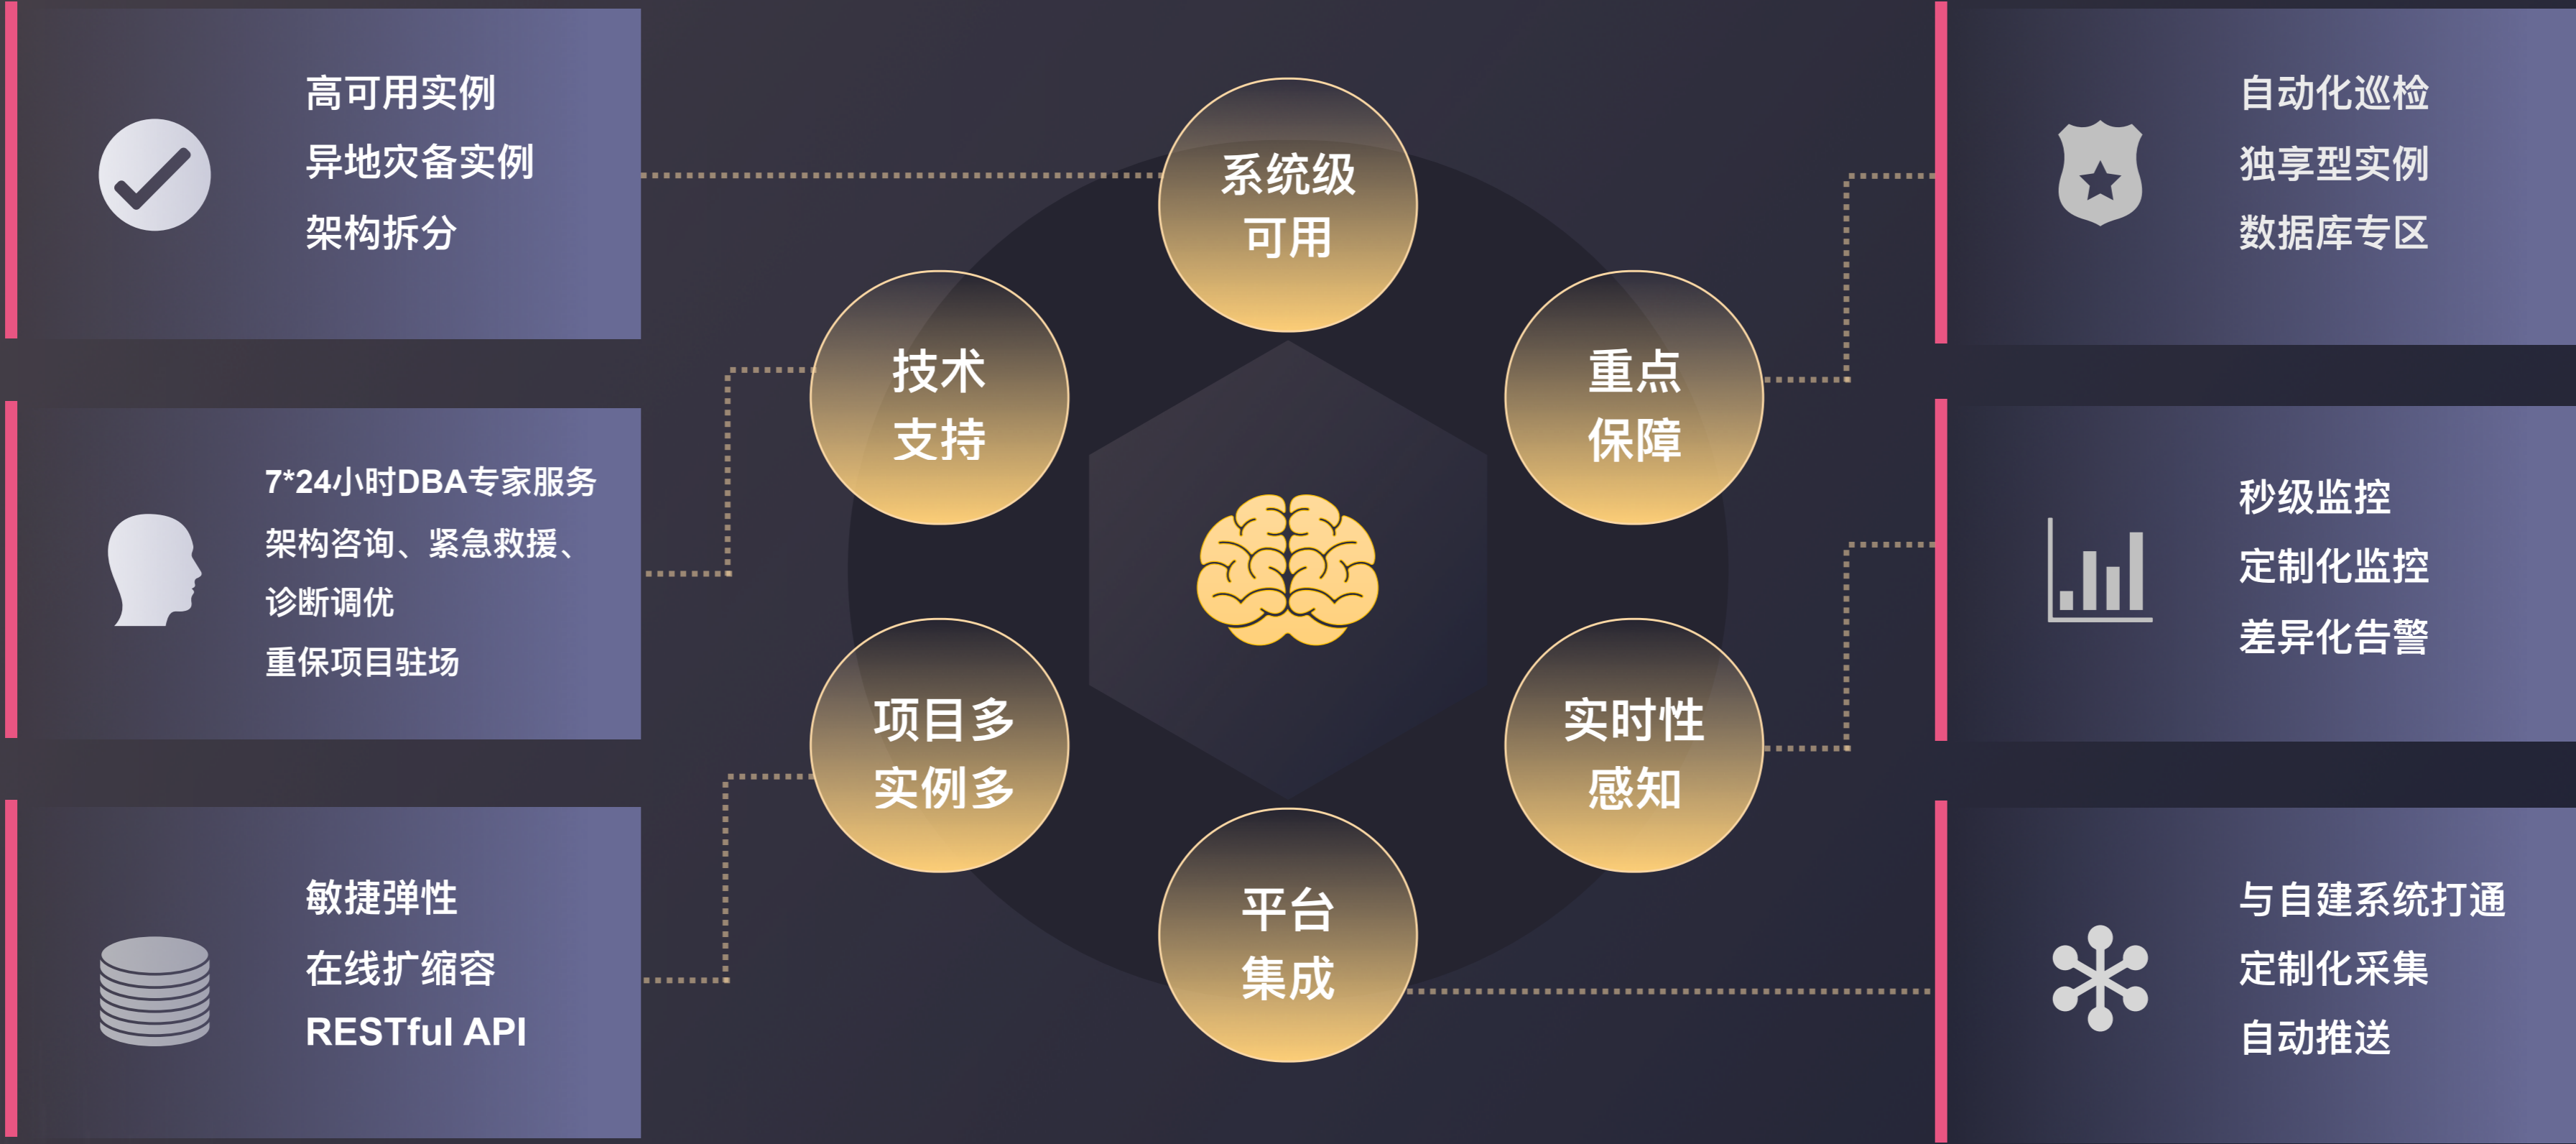 高可用实例
异地灾备实例
架构拆分
7*24小时DBA专家服务
架构咨询、紧急救援、
诊断调优
重保项目驻场
敏捷弹性
在线扩缩容
RESTful API
系统级
可用
技术
支持
重点
保障
项目多
实例多
实时性
感知
平台
集成
自动化巡检
独享型实例
数据库专区
秒级监控
定制化监控
差异化告警
与自建系统打通
定制化采集
自动推送